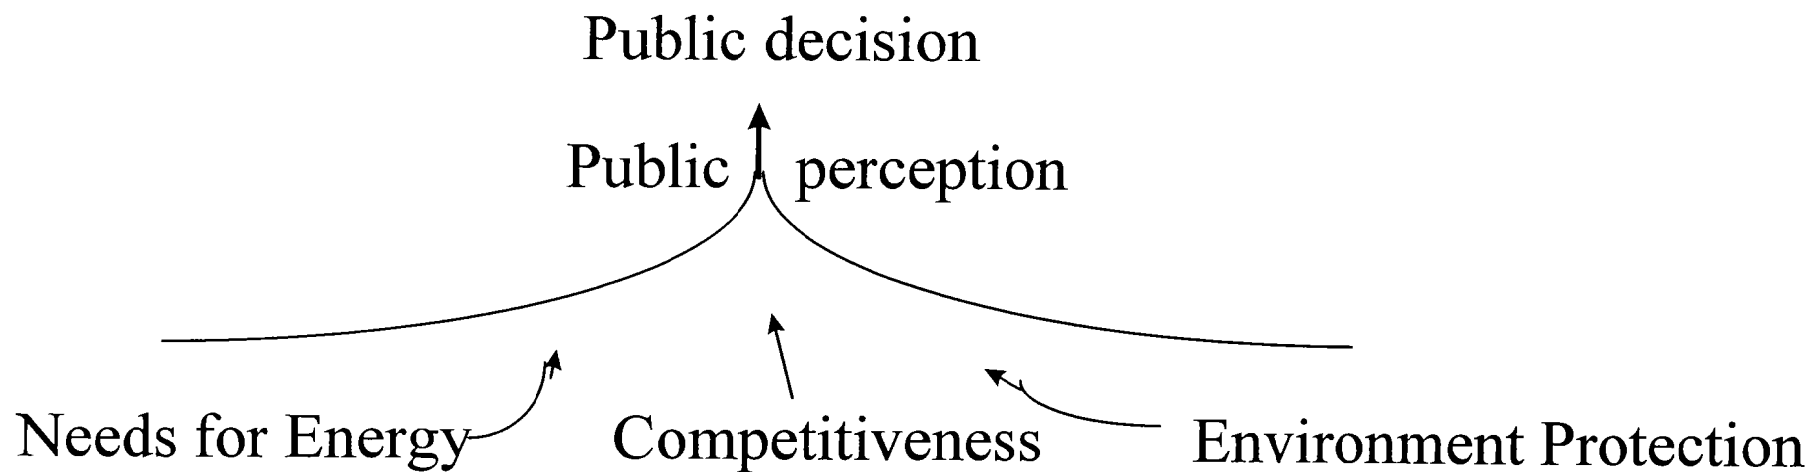 Public decision
Public perception
Needs for Energy Competitiveness Environment Protection